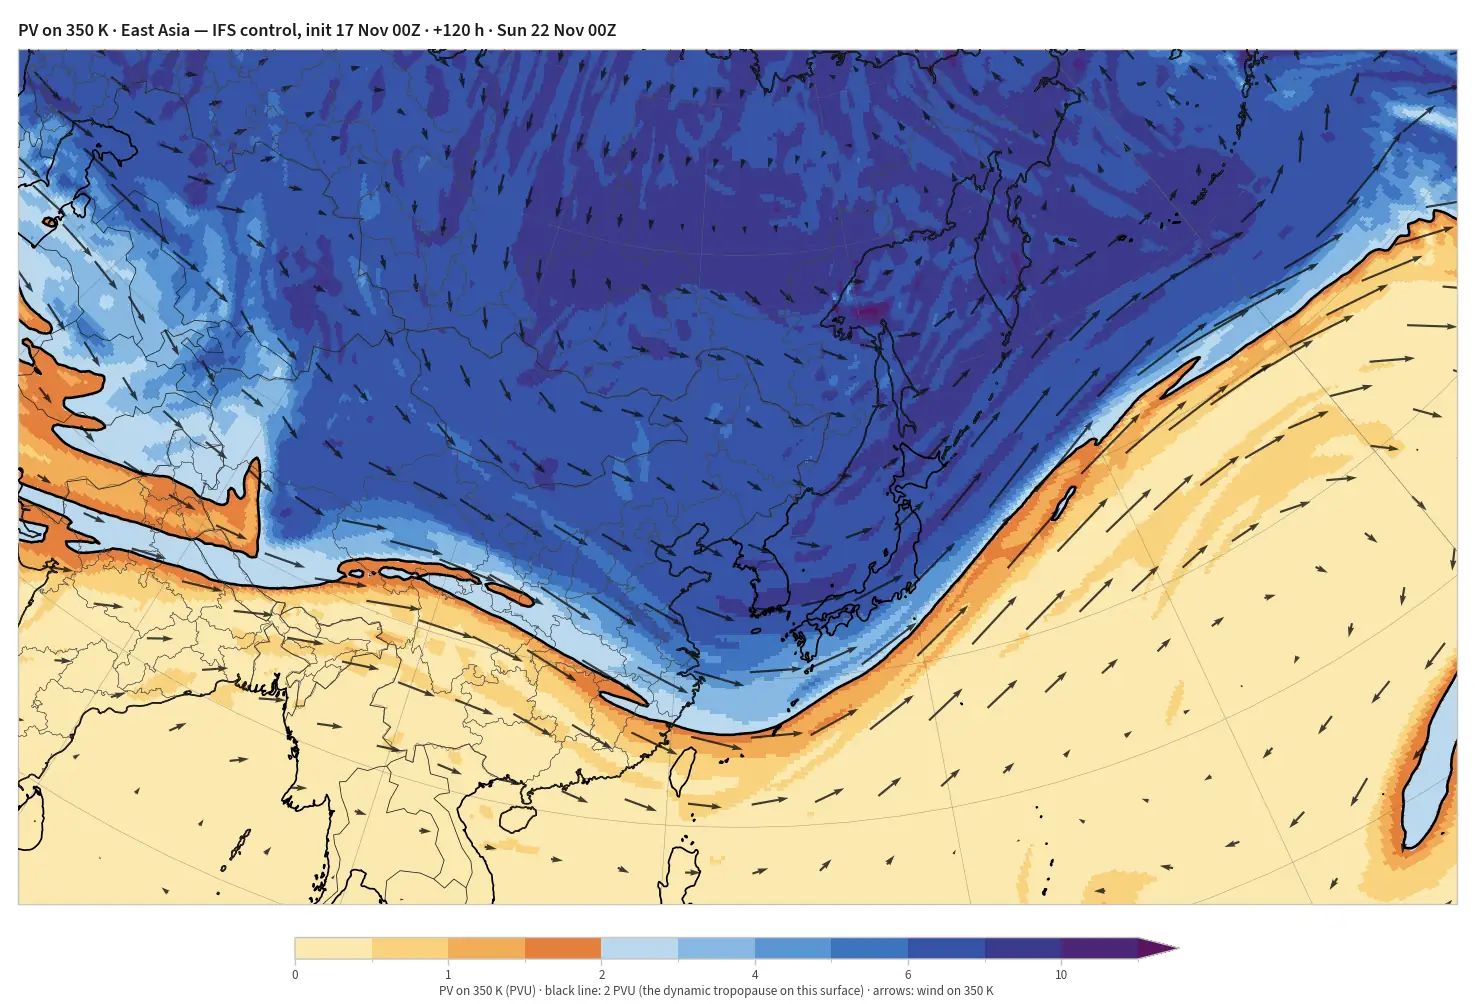 PV on 350 K · East Asia — IFS control, init 17 Nov 00Z · +120 h · Sun 22 Nov 00Z
0 1 2 4 6 10
PV on 350 K (PVU) · black line: 2 PVU (the dynamic tropopause on this surface) · arrows: wind on 350 K